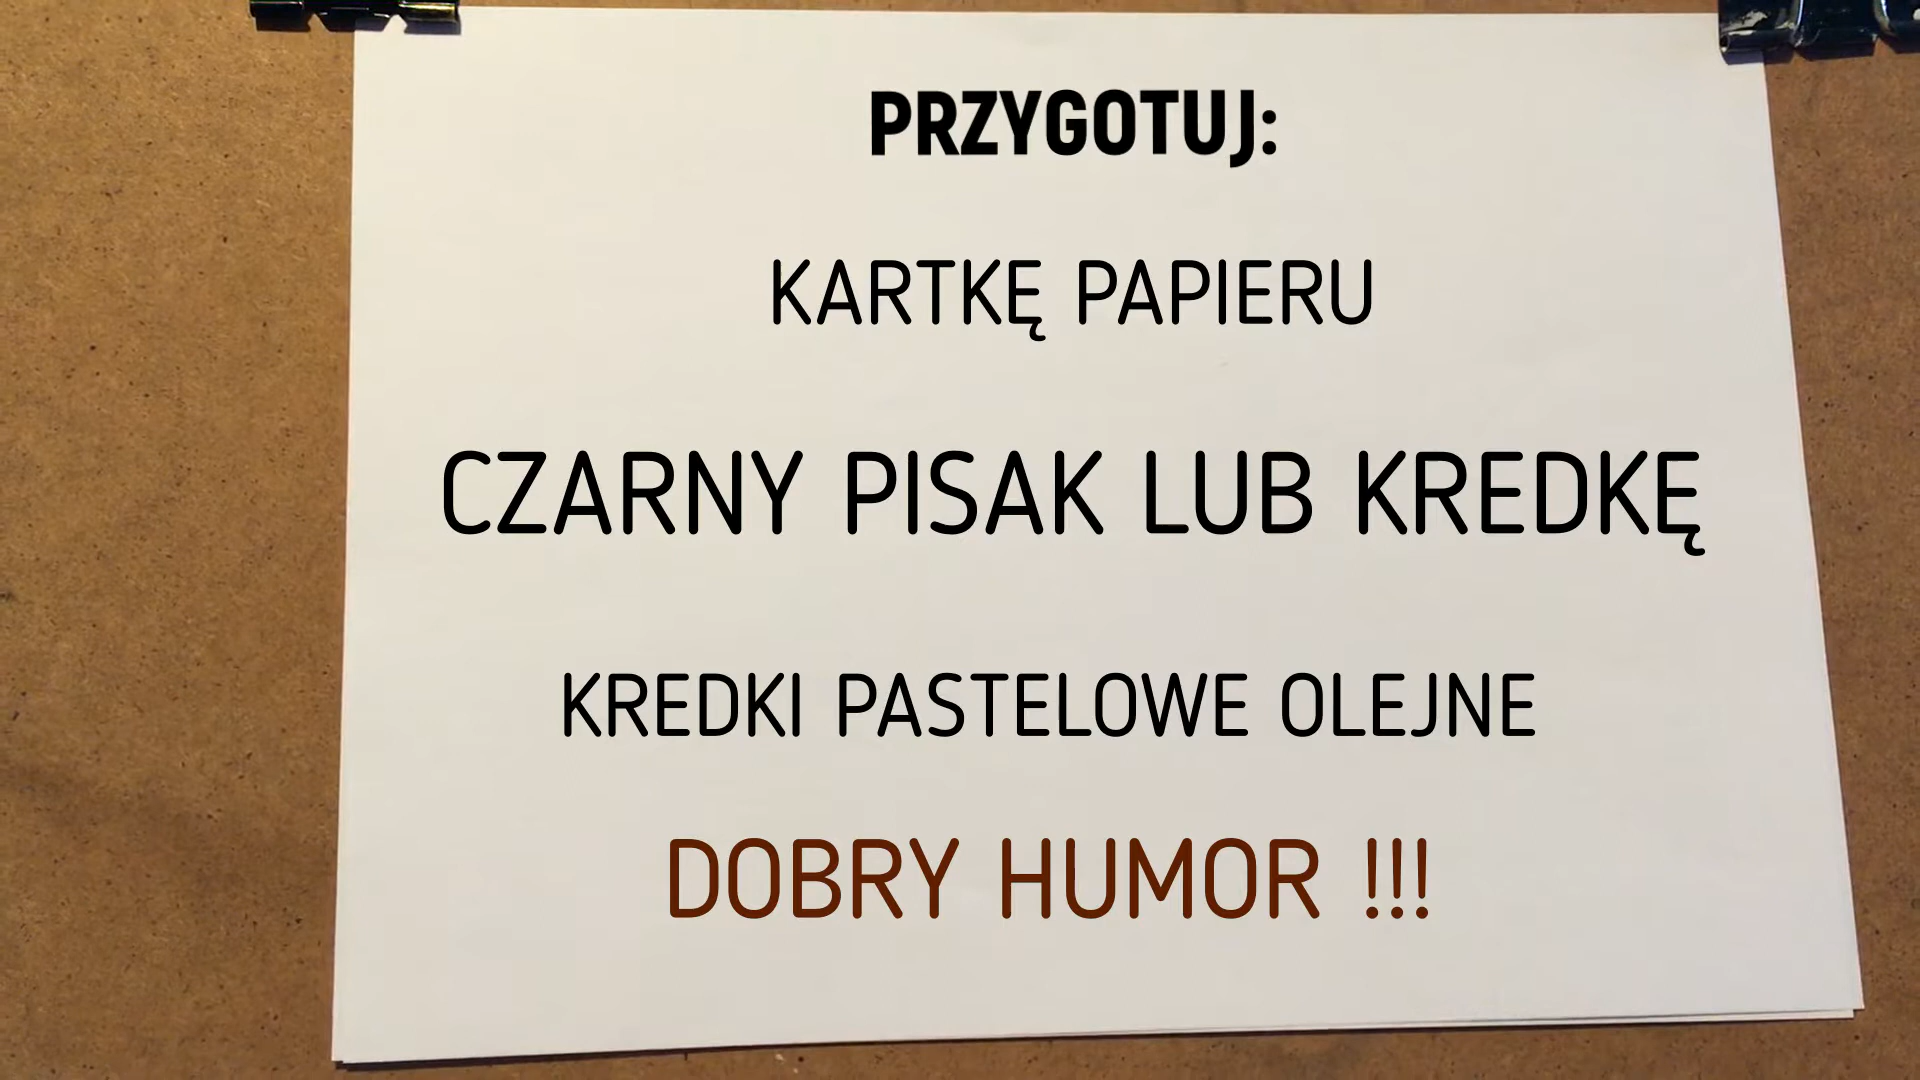 PRZYGOTUJ:
KARTKĘ PAPIERU
CZARNY PISAK LUB KREDKĘ
KREDKI PASTELOWE OLEJNE
DOBRY HUMOR !!!